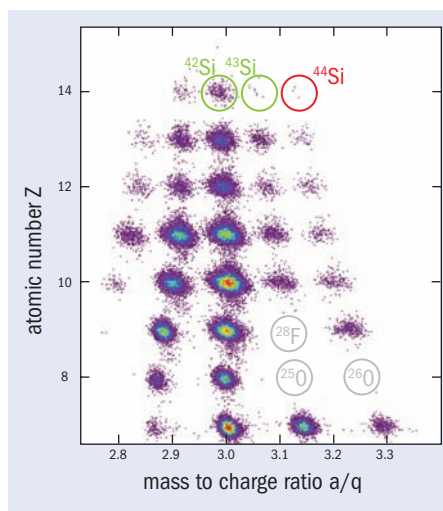 ⁴²Si ⁴³Si
⁴⁴Si
14
12
10
8
²⁸F
²⁵O ²⁶O
atomic number Z
2.8 2.9 3.0 3.1 3.2 3.3
mass to charge ratio a/q